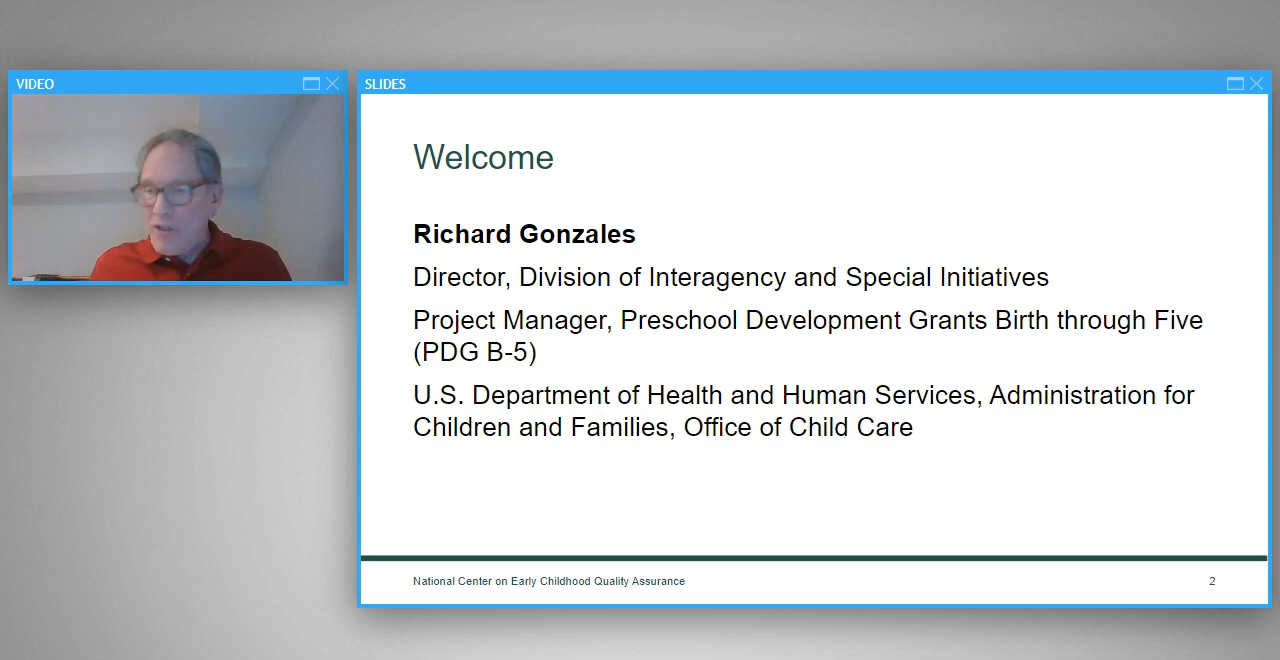 VIDEO
SLIDES
Welcome
Richard Gonzales
Director, Division of Interagency and Special Initiatives
Project Manager, Preschool Development Grants Birth through Five
(PDG B-5)
U.S. Department of Health and Human Services, Administration for
Children and Families, Office of Child Care
National Center on Early Childhood Quality Assurance
2